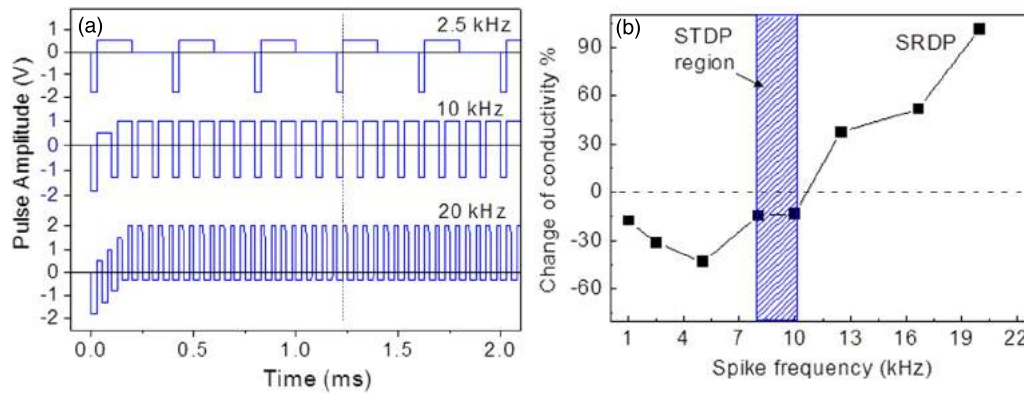 (a)
2.5 kHz
10 kHz
20 kHz
1
0
1
-2
1
0
1
-2
2
1
0
1
-2
Pulse Amplitude (V)
0.0
0.5
1.0
1.5
2.0
Time (ms)
(b)
STDP
region
SRDP
90
60
30
0
-30
-60
Change of conductivity %
1
4
7
10
13
16
19
22
Spike frequency (kHz)